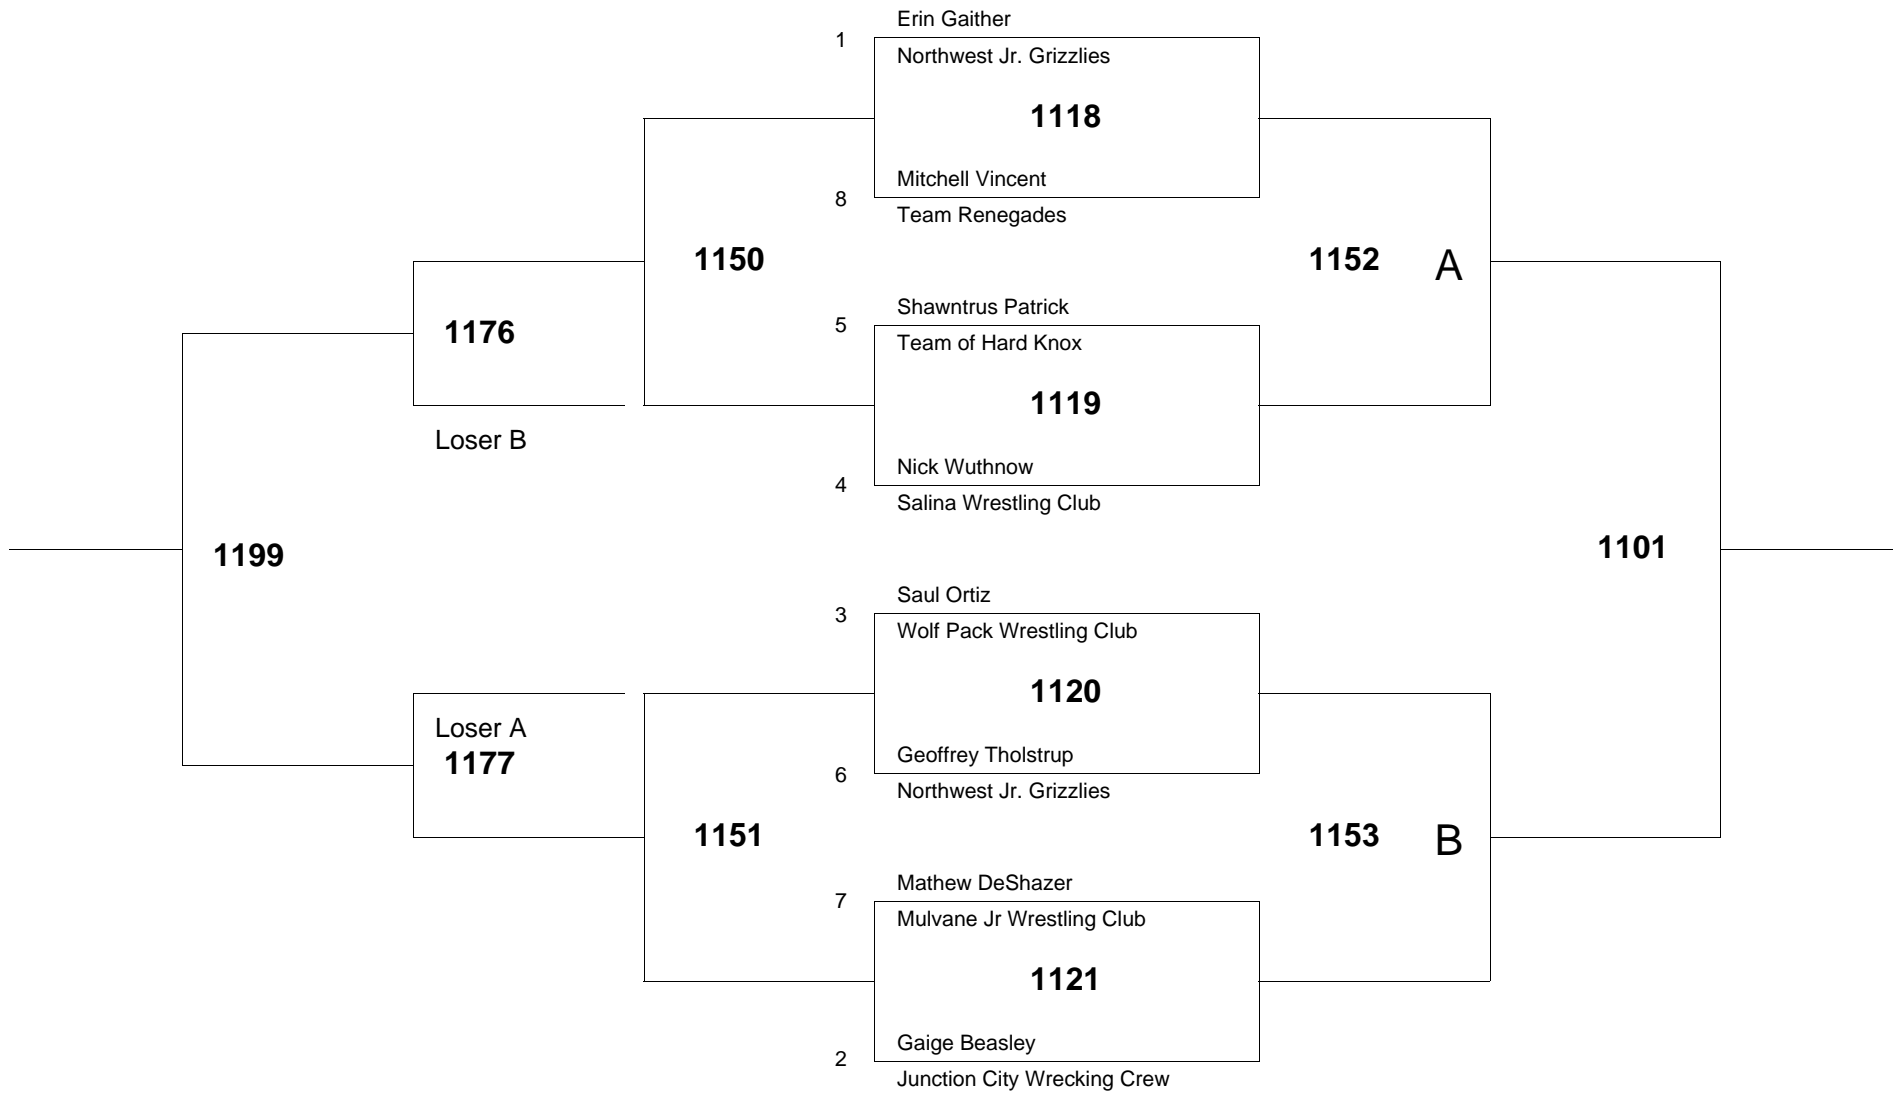 Erin Gaither
1
Northwest Jr. Grizzlies
1118
Mitchell Vincent
8
Team Renegades
1150
1152 A
Shawntrus Patrick
5
Team of Hard Knox
1176
1119
Loser B
Nick Wuthnow
4
Salina Wrestling Club
1199
1101
Saul Ortiz
3
Wolf Pack Wrestling Club
1120
Loser A
1177
Geoffrey Tholstrup
6
Northwest Jr. Grizzlies
1151
1153 B
Mathew DeShazer
7
Mulvane Jr Wrestling Club
1121
Gaige Beasley
2
Junction City Wrecking Crew